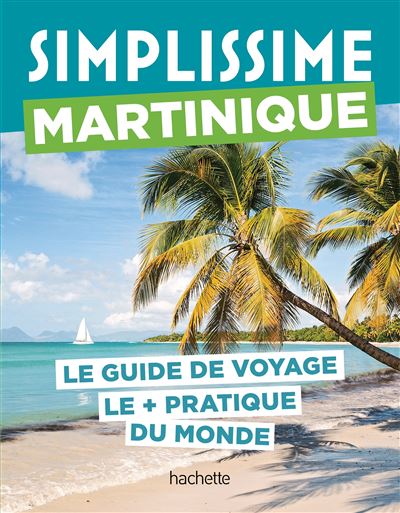 SIMPLISSIME
MARTINIQUE
LE GUIDE DE VOYAGE
LE + PRATIQUE
DU MONDE
hachette